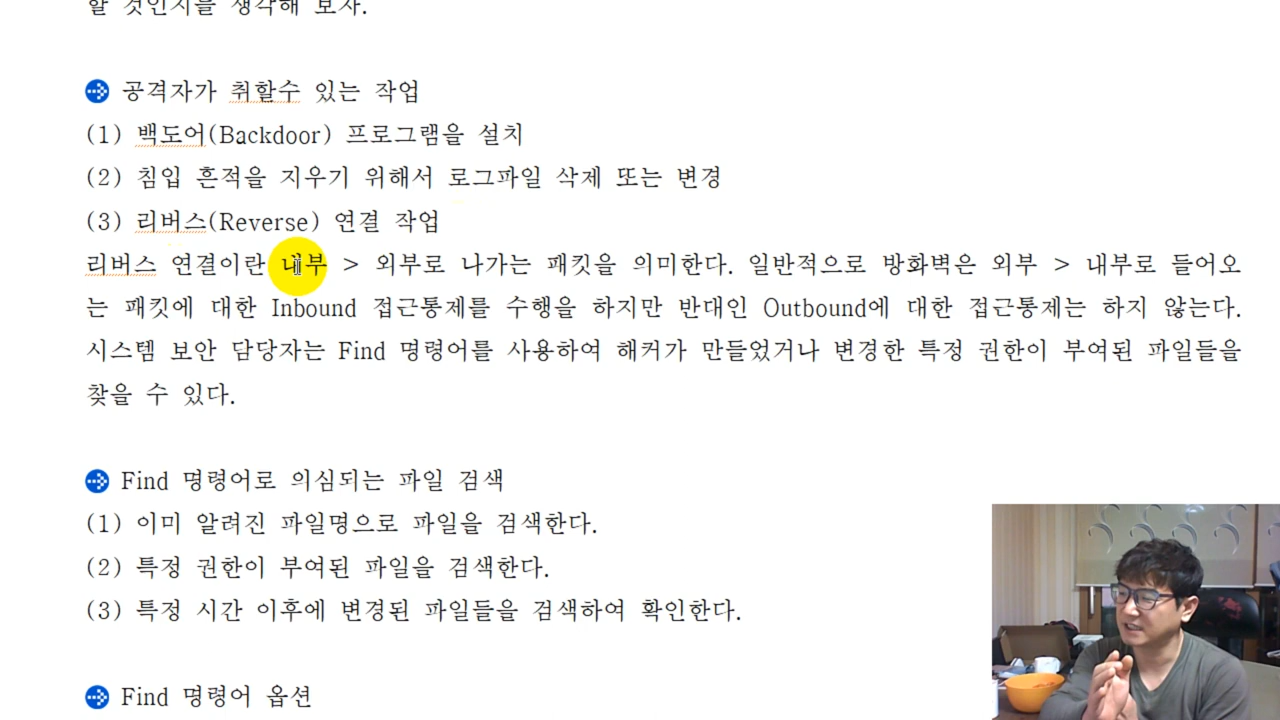 할 것인지를 생각해 보자.
공격자가 취할수 있는 작업
(1) 백도어(Backdoor) 프로그램을 설치
(2) 침입 흔적을 지우기 위해서 로그파일 삭제 또는 변경
(3) 리버스(Reverse) 연결 작업
리버스 연결이란 내부 > 외부로 나가는 패킷을 의미한다. 일반적으로 방화벽은 외부 > 내부로 들어오
는 패킷에 대한 Inbound 접근통제를 수행을 하지만 반대인 Outbound에 대한 접근통제는 하지 않는다.
시스템 보안 담당자는 Find 명령어를 사용하여 해커가 만들었거나 변경한 특정 권한이 부여된 파일들을
찾을 수 있다.
Find 명령어로 의심되는 파일 검색
(1) 이미 알려진 파일명으로 파일을 검색한다.
(2) 특정 권한이 부여된 파일을 검색한다.
(3) 특정 시간 이후에 변경된 파일들을 검색하여 확인한다.
Find 명령어 옵션